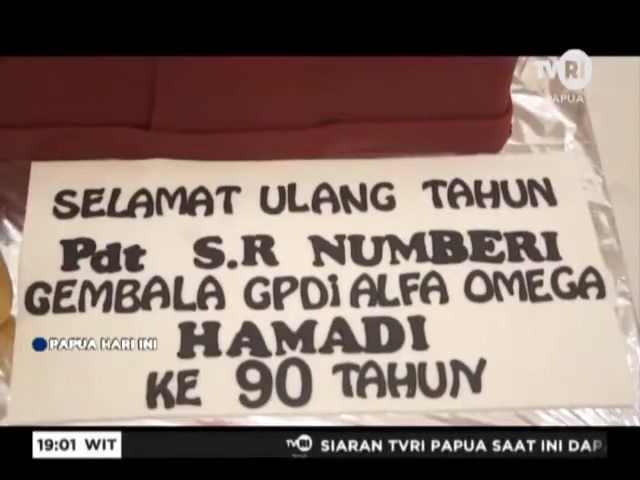 TVRI
PAPUA
SELAMAT ULANG TAHUN
Pdt S.R NUMBERI
GEMBALA GPDi ALFA OMEGA
HAMADI
PAPUA HARI INI
KE 90 TAHUN
19:01 WIT
TVRI SIARAN TVRI PAPUA SAAT INI DAP